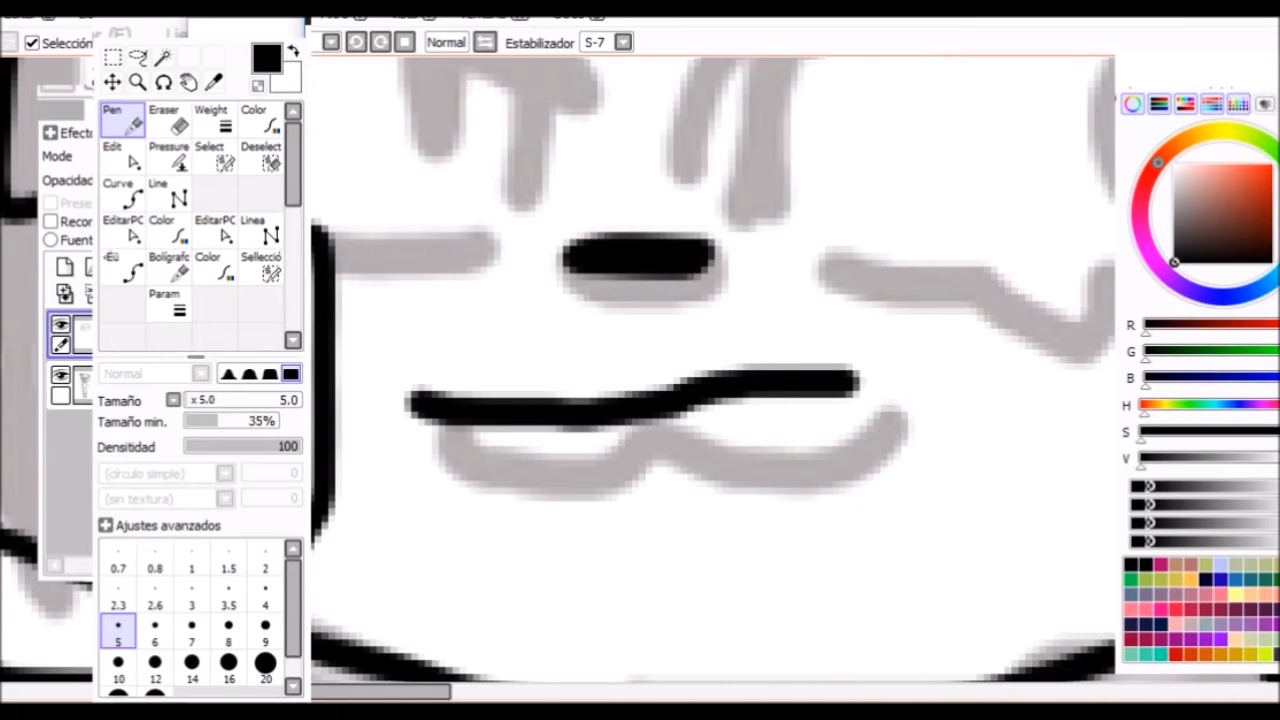 Selección
Normal
Estabilizador S-7
Efecto
Mode
Opacidad
Recor
Fuent
Pen Eraser Weight Color
Edit Pressure Select Deselect
Curve Line
EditarPC Color EditarPC Linea
Bolígrafo Color Sellecció
Param
Normal
Tamaño x 5.0 5.0
Tamaño min. 35%
Densitidad 100
(círculo simple) 0
(sin textura) 0
Ajustes avanzados
0.7 0.8 1 1.5 2
2.3 2.6 3 3.5 4
5 6 7 8 9
10 12 14 16 20
R
G
B
H
S
V